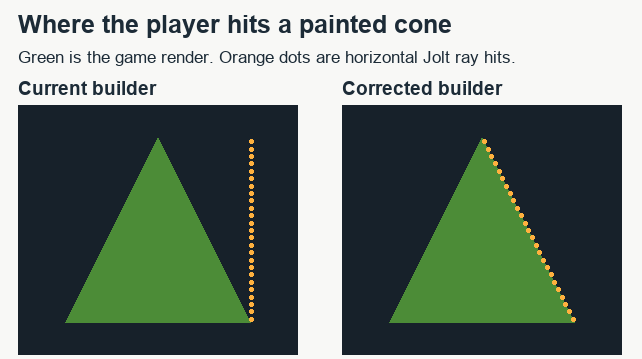 Where the player hits a painted cone
Green is the game render. Orange dots are horizontal Jolt ray hits.
Current builder
Corrected builder